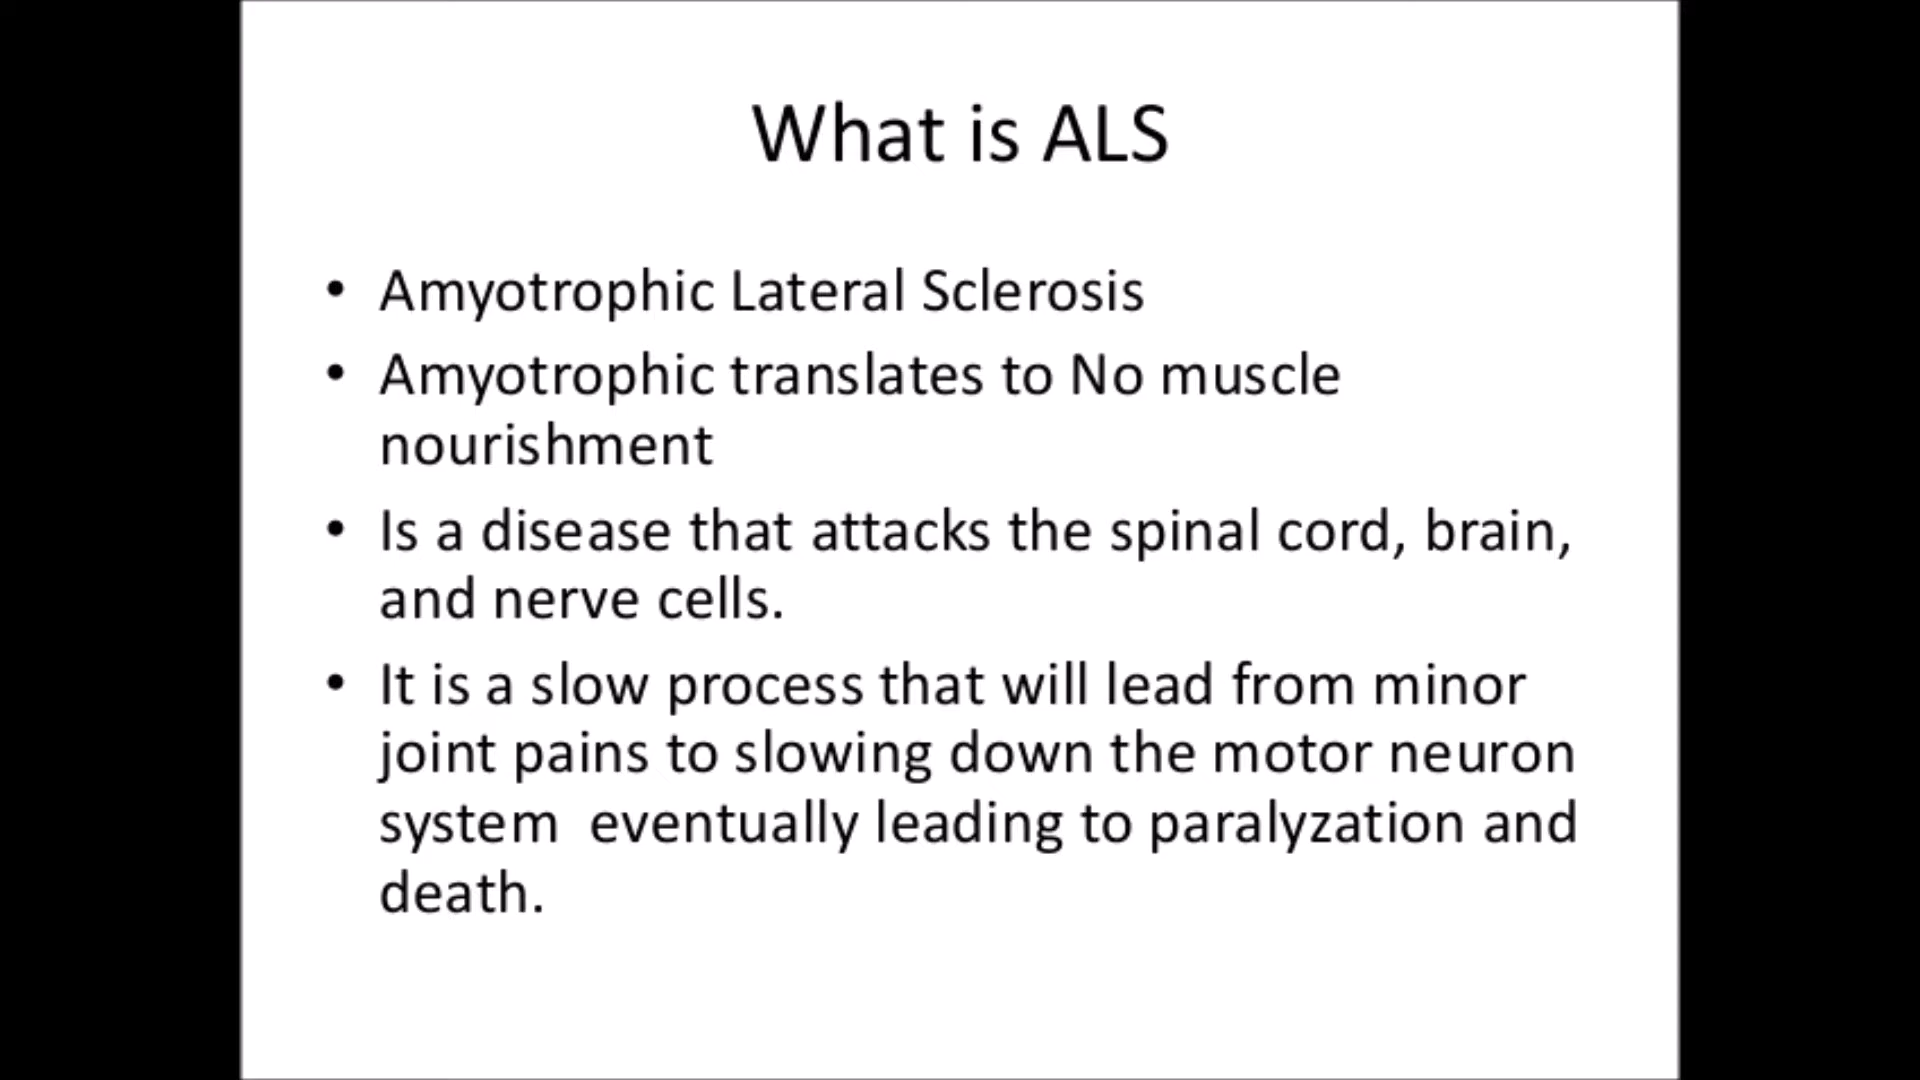 What is ALS
• Amyotrophic Lateral Sclerosis
• Amyotrophic translates to No muscle
nourishment
• Is a disease that attacks the spinal cord, brain,
and nerve cells.
• It is a slow process that will lead from minor
joint pains to slowing down the motor neuron
system  eventually leading to paralyzation and
death.